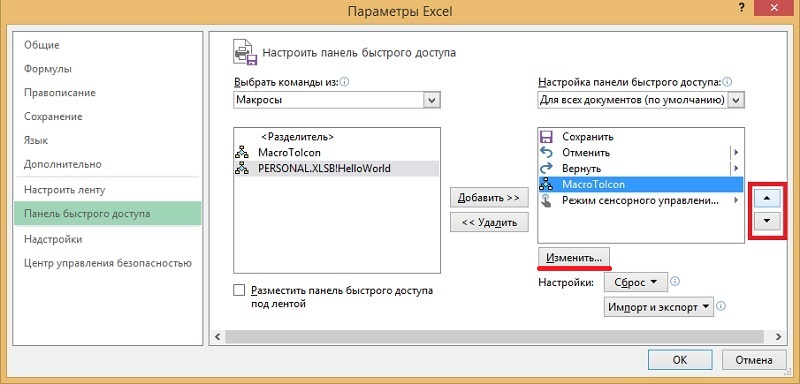 Параметры Excel
?
Общие
Формулы
Правописание
Сохранение
Язык
Дополнительно
Настроить ленту
Панель быстрого доступа
Надстройки
Центр управления безопасностью
Настроить панель быстрого доступа
Выбрать команды из:
Макросы
<Разделитель>
MacroToIcon
PERSONAL.XLSB!HelloWorld
Разместить панель быстрого доступа
под лентой
Добавить >>
<< Удалить
Настройка панели быстрого доступа:
Для всех документов (по умолчанию)
Сохранить
Отменить
Вернуть
MacroToIcon
Режим сенсорного управлени...
Изменить...
Настройки:
Сброс
Импорт и экспорт
ОК
Отмена